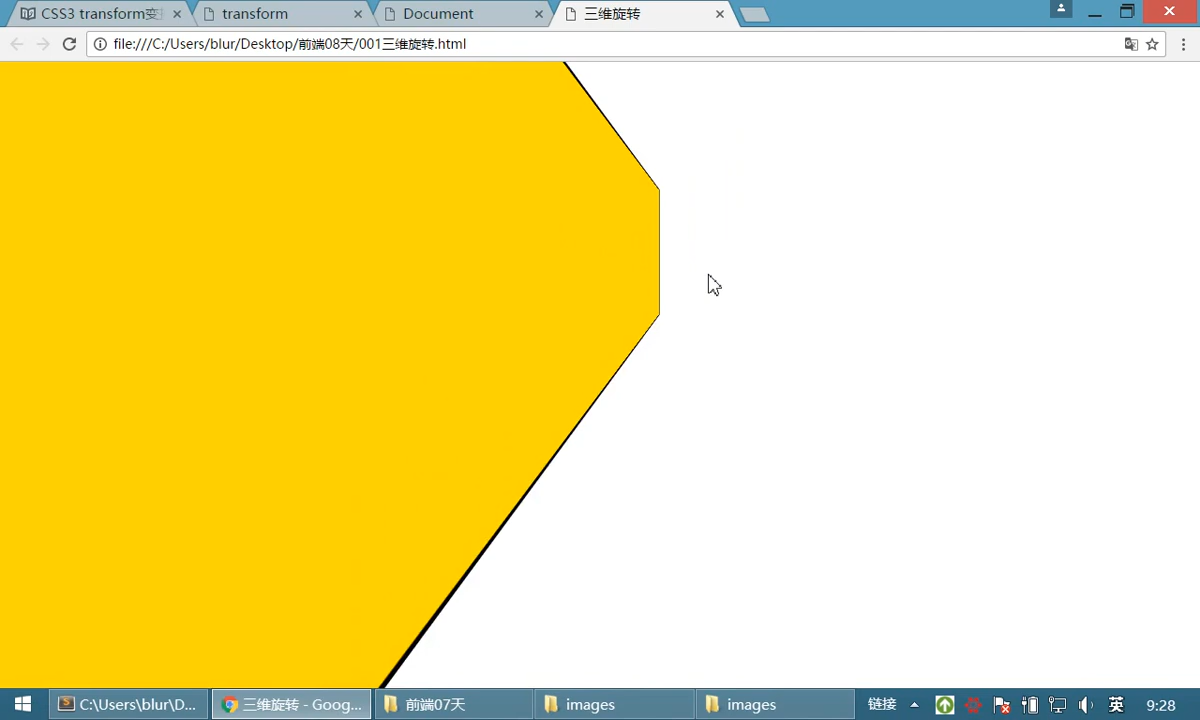 CSS3 transform变
transform
Document
三维旋转
file:///C:/Users/blur/Desktop/前端08天/001三维旋转.html
C:\Users\blur\D...
三维旋转 - Goog...
前端07天
images
images
链接
英
9:28